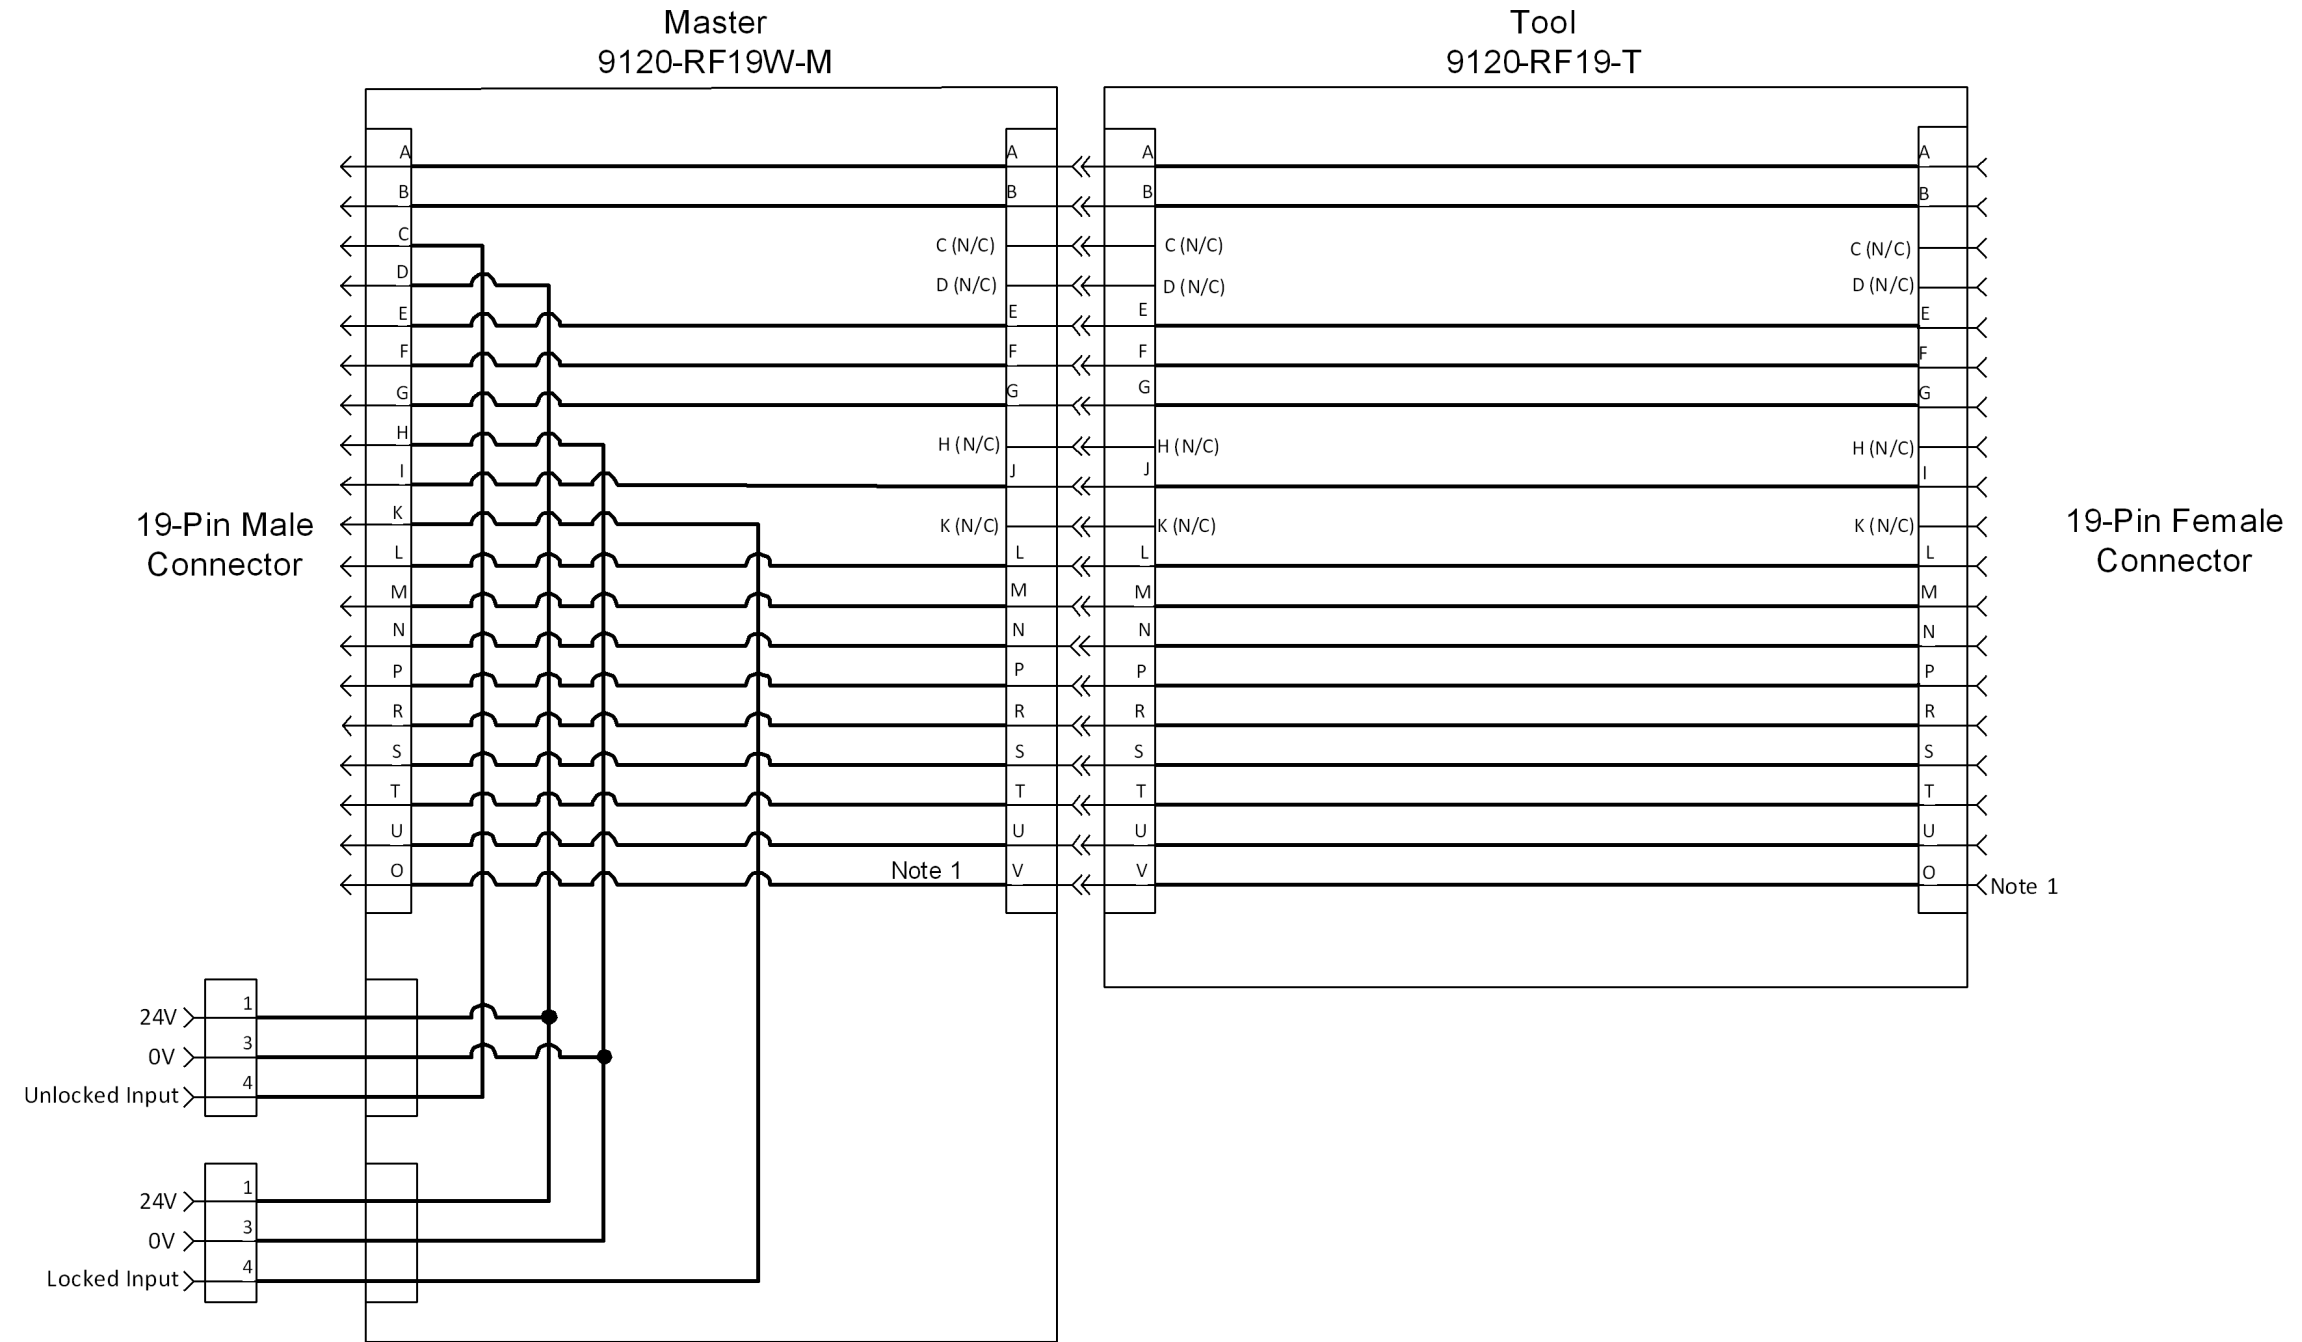 Master
9120-RF19W-M
Tool
9120-RF19-T
A A A A
B B B B
C C (N/C) C (N/C) C (N/C)
D D (N/C) D (N/C) D (N/C)
E E E E
F F F F
G G G G
H H (N/C) H (N/C) H (N/C)
I J J I
K K (N/C) K (N/C) K (N/C)
L L L L
M M M M
N N N N
P P P P
R R R R
S S S S
T T T T
U U U U
O Note 1 V V O Note 1
19-Pin Male
Connector
19-Pin Female
Connector
24V 1
0V 3
Unlocked Input 4
24V 1
0V 3
Locked Input 4